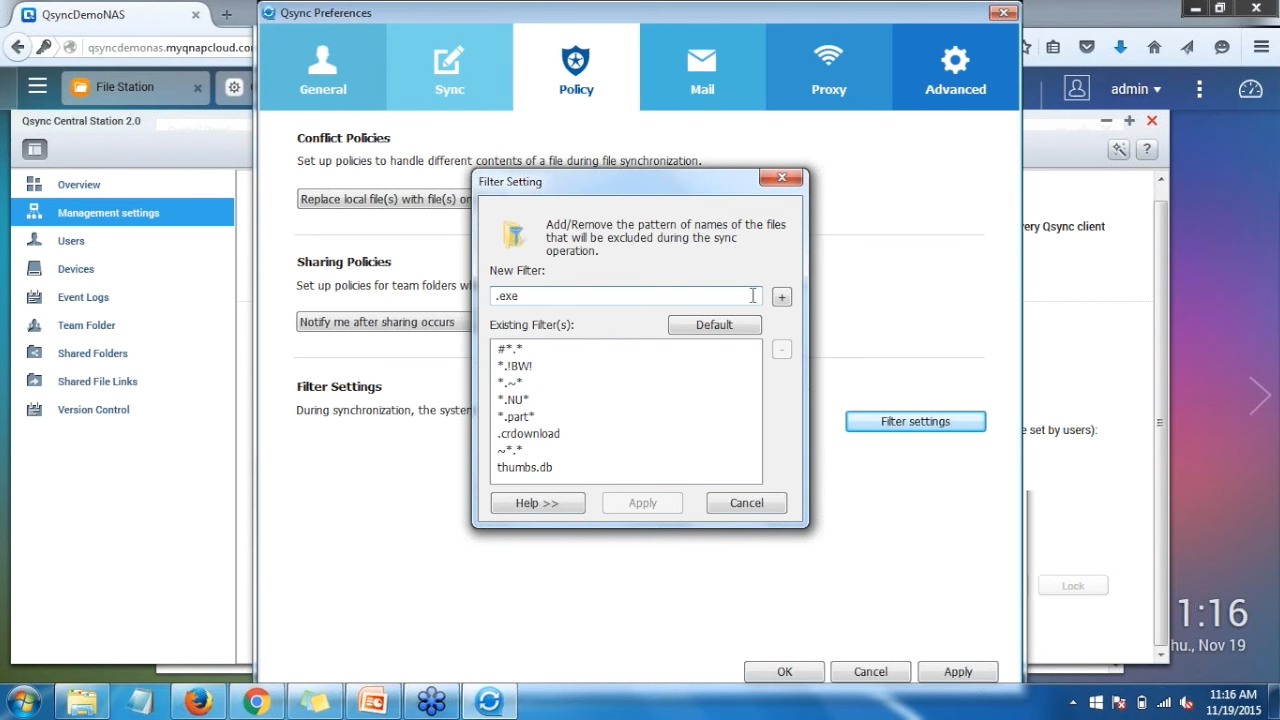 QsyncDemoNAS
Qsync Preferences
qsyncdemonas.myqnapcloud.co
File Station
General
Sync
Policy
Mail
Proxy
Advanced
admin
Qsync Central Station 2.0
Overview
Management settings
Users
Devices
Event Logs
Team Folder
Shared Folders
Shared File Links
Version Control
Conflict Policies
Set up policies to handle different contents of a file during file synchronization.
Replace local file(s) with file(s) on
Sharing Policies
Set up policies for team folders wi
Notify me after sharing occurs
Filter Settings
During synchronization, the system
Filter settings
Filter Setting
Add/Remove the pattern of names of the files
that will be excluded during the sync
operation.
New Filter:
.exe
+
Existing Filter(s):
Default
#*.*
*.!BW!
*.~*
*.NU*
*.part*
.crdownload
~*.*
thumbs.db
-
Help >>
Apply
Cancel
OK
Cancel
Apply
ery Qsync client
e set by users):
Lock
1:16
hu., Nov 19
11:16 AM
11/19/2015